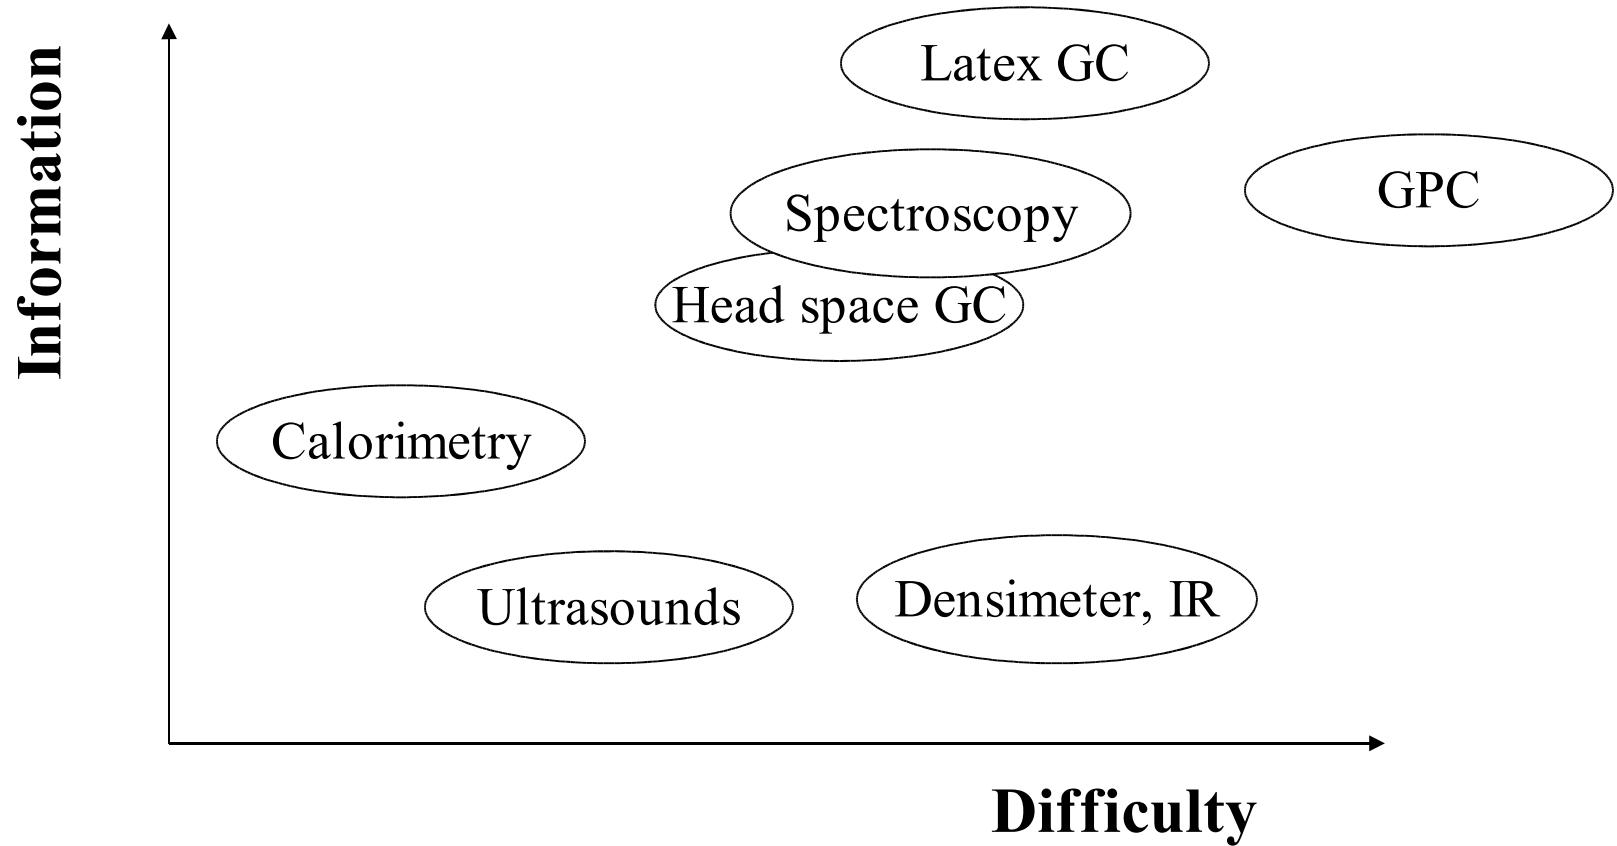 Information
Latex GC
GPC
Spectroscopy
Head space GC
Calorimetry
Ultrasounds
Densimeter, IR
Difficulty